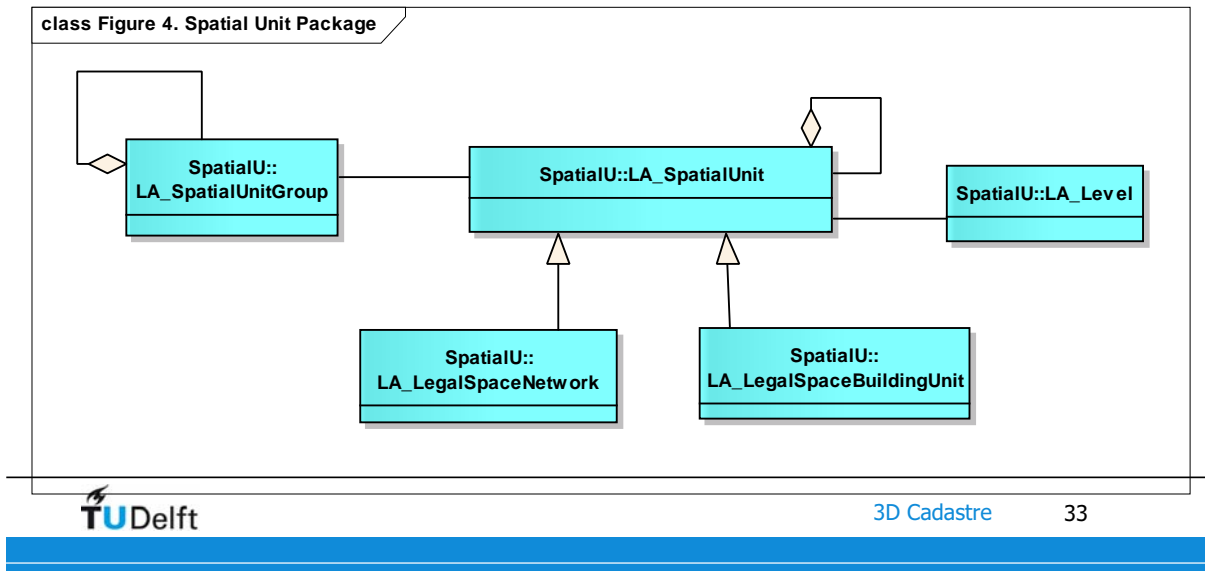 class Figure 4. Spatial Unit Package
SpatialU::
LA_SpatialUnitGroup
SpatialU::LA_SpatialUnit
SpatialU::LA_Level
SpatialU::
LA_LegalSpaceNetwork
SpatialU::
LA_LegalSpaceBuildingUnit
TUDelft
3D Cadastre
33